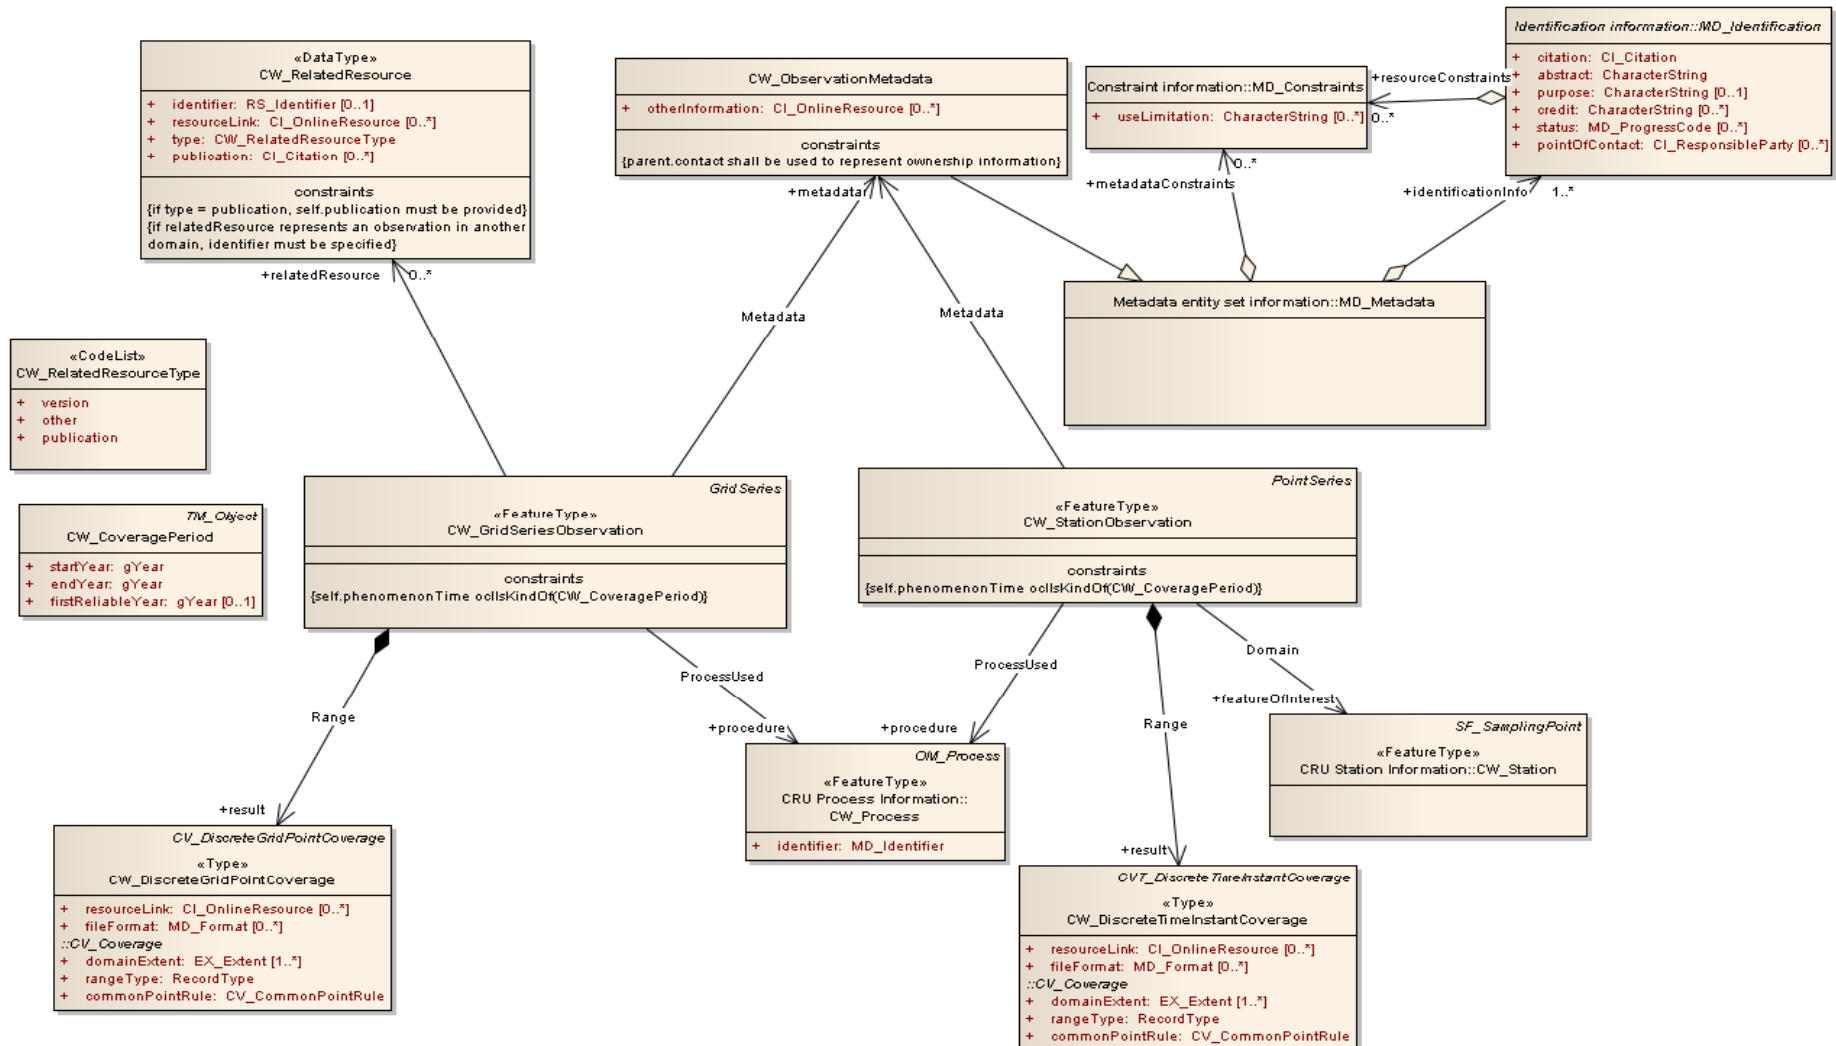 «DataType»
CW_RelatedResource
+ identifier: RS_Identifier [0..1]
+ resourceLink: CI_OnlineResource [0..*]
+ type: CW_RelatedResourceType
+ publication: CI_Citation [0..*]
constraints
{if type = publication, self.publication must be provided}
{if relatedResource represents an observation in another
domain, identifier must be specified}
+relatedResource 0..*
CW_ObservationMetadata
+ otherInformation: CI_OnlineResource [0..*]
constraints
{parent.contact shall be used to represent ownership information}
+metadata
Constraint information::MD_Constraints
+ useLimitation: CharacterString [0..*]
+resourceConstraints
0..*
0..*
+metadataConstraints
Identification information::MD_Identification
+ citation: CI_Citation
+ abstract: CharacterString
+ purpose: CharacterString [0..1]
+ credit: CharacterString [0..*]
+ status: MD_ProgressCode [0..*]
+ pointOfContact: CI_ResponsibleParty [0..*]
+identificationInfo 1..*
Metadata entity set information::MD_Metadata
Metadata
Metadata
«CodeList»
CW_RelatedResourceType
+ version
+ other
+ publication
TM_Object
CW_CoveragePeriod
+ startYear: gYear
+ endYear: gYear
+ firstReliableYear: gYear [0..1]
GridSeries
«FeatureType»
CW_GridSeriesObservation
constraints
{self.phenomenonTime oclIsKindOf(CW_CoveragePeriod)}
PointSeries
«FeatureType»
CW_StationObservation
constraints
{self.phenomenonTime oclIsKindOf(CW_CoveragePeriod)}
Range
ProcessUsed
ProcessUsed
Range
Domain
+result
+procedure
+procedure
+result
+featureOfInterest
CV_DiscreteGridPointCoverage
«Type»
CW_DiscreteGridPointCoverage
+ resourceLink: CI_OnlineResource [0..*]
+ fileFormat: MD_Format [0..*]
::CV_Coverage
+ domainExtent: EX_Extent [1..*]
+ rangeType: RecordType
+ commonPointRule: CV_CommonPointRule
OM_Process
«FeatureType»
CRU Process Information::
CW_Process
+ identifier: MD_Identifier
SF_SamplingPoint
«FeatureType»
CRU Station Information::CW_Station
CVT_DiscreteTimeInstantCoverage
«Type»
CW_DiscreteTimeInstantCoverage
+ resourceLink: CI_OnlineResource [0..*]
+ fileFormat: MD_Format [0..*]
::CV_Coverage
+ domainExtent: EX_Extent [1..*]
+ rangeType: RecordType
+ commonPointRule: CV_CommonPointRule